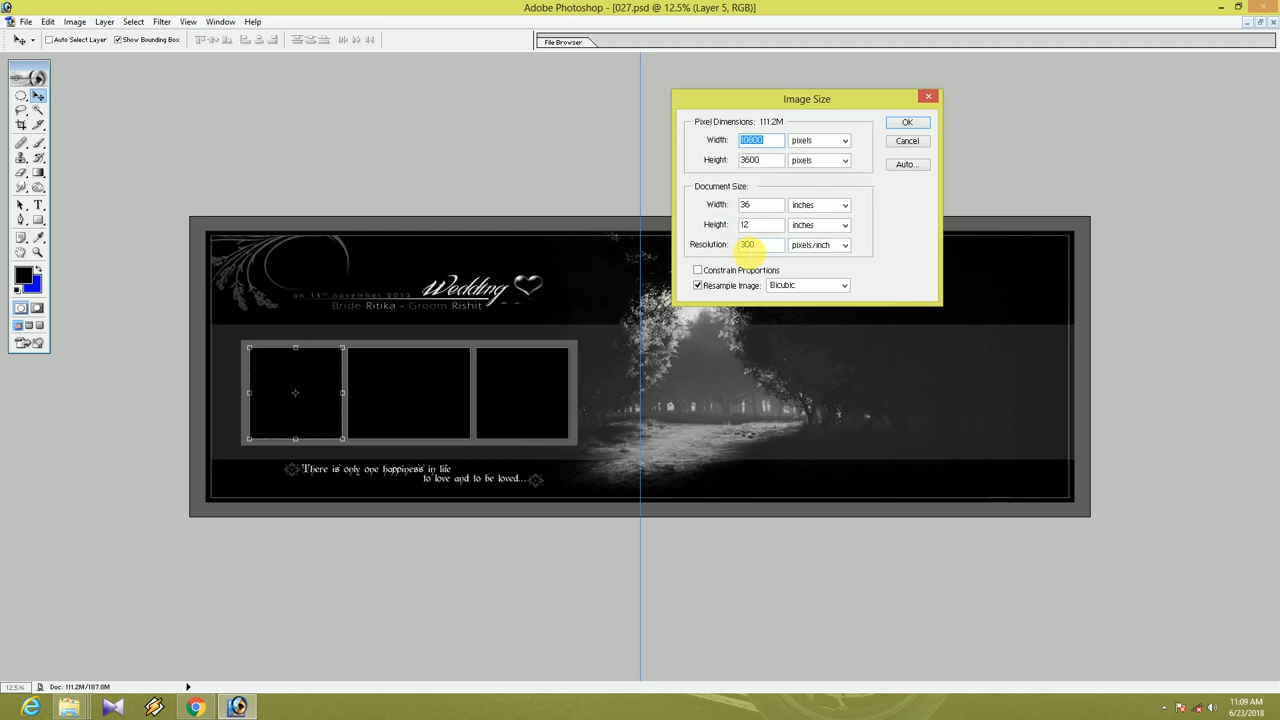 Adobe Photoshop - [027.psd @ 12.5% (Layer 5, RGB)]
File Edit Image Layer Select Filter View Window Help
Auto Select Layer Show Bounding Box
File Browser
Image Size
Pixel Dimensions: 111.2M
Width: 10800 pixels
Height: 3600 pixels
Document Size:
Width: 36 inches
Height: 12 inches
Resolution: 300 pixels/inch
Constrain Proportions
Resample Image: Bicubic
OK
Cancel
Auto...
Wedding
on 14th november 2013
Bride Ritika - Groom Rishit
There is only one happiness in life
to love and to be loved...
12.5% Doc: 111.2M/187.8M
11:09 AM
6/23/2018